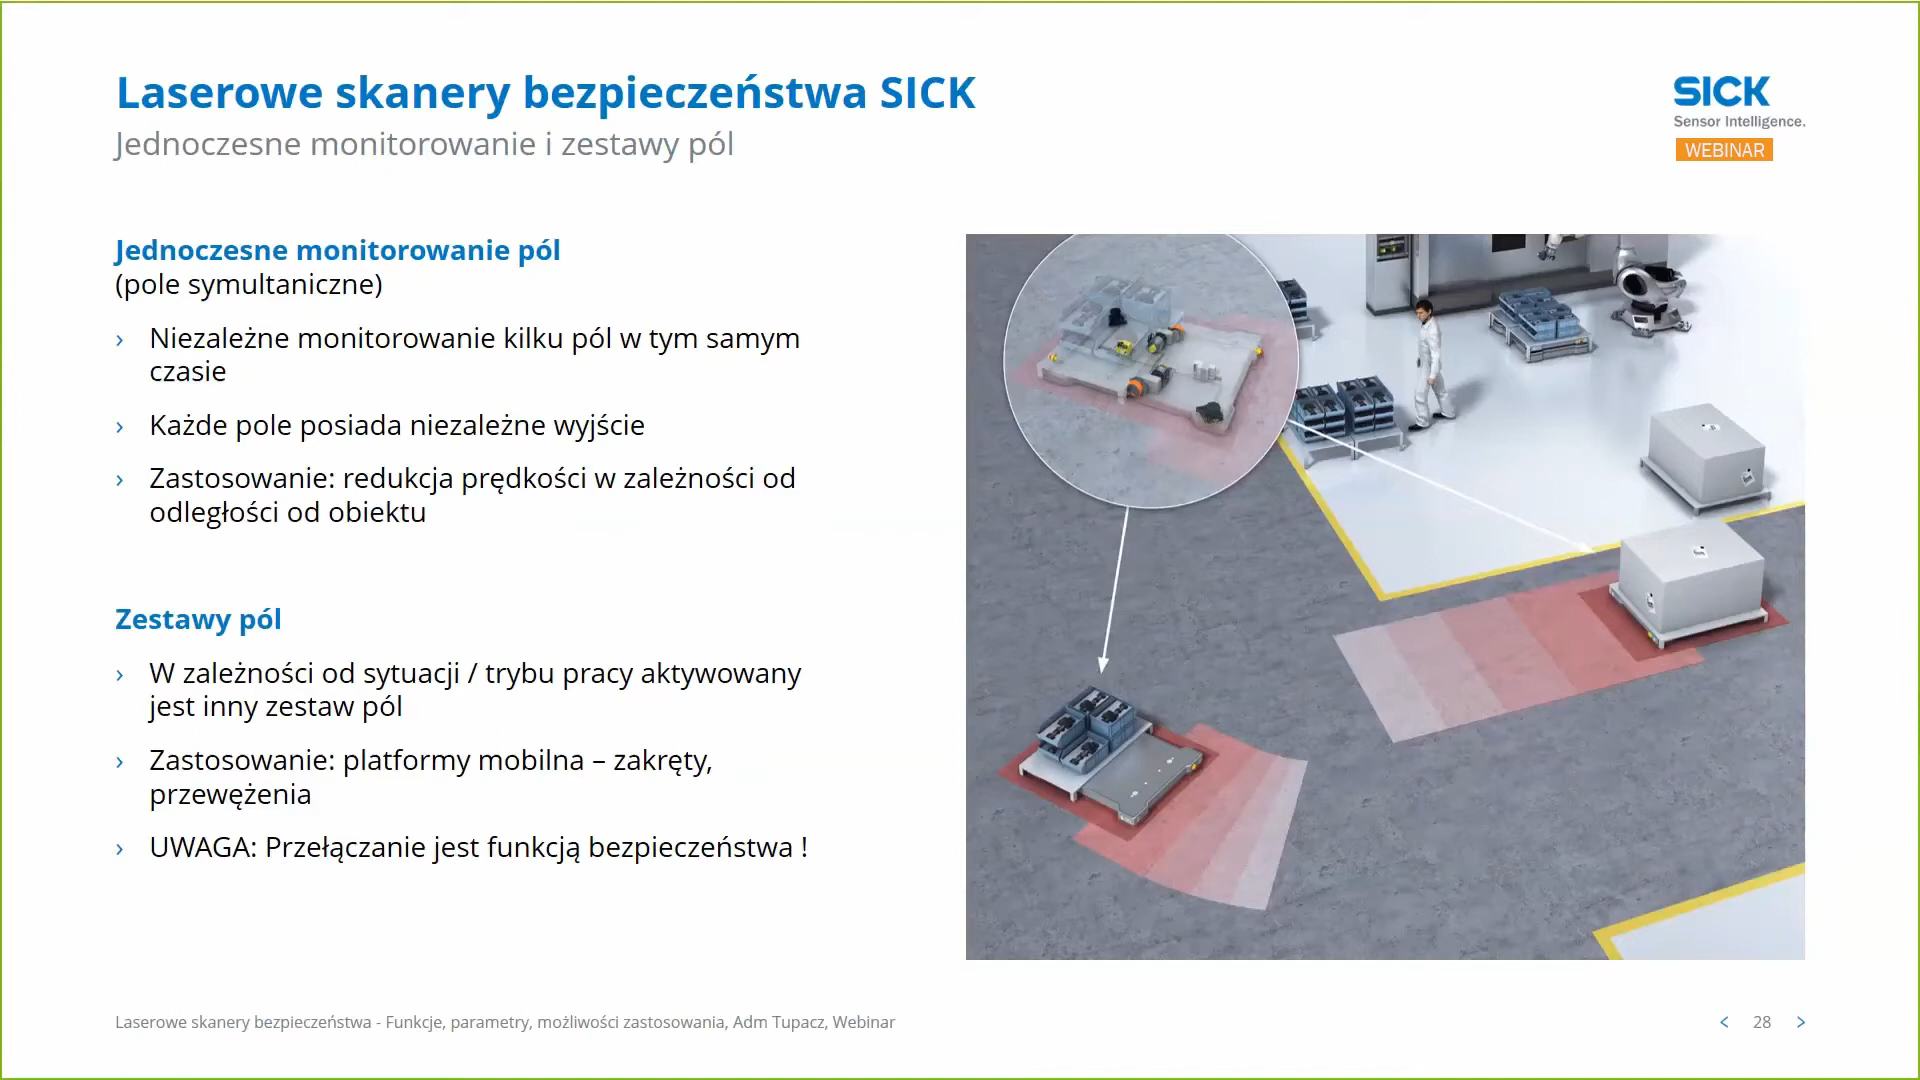 Laserowe skanery bezpieczeństwa SICK
Jednoczesne monitorowanie i zestawy pól
SICK
Sensor Intelligence.
WEBINAR
Jednoczesne monitorowanie pól
(pole symultaniczne)
› Niezależne monitorowanie kilku pól w tym samym
czasie
› Każde pole posiada niezależne wyjście
› Zastosowanie: redukcja prędkości w zależności od
odległości od obiektu
Zestawy pól
› W zależności od sytuacji / trybu pracy aktywowany
jest inny zestaw pól
› Zastosowanie: platformy mobilna – zakręty,
przewężenia
› UWAGA: Przełączanie jest funkcją bezpieczeństwa !
Laserowe skanery bezpieczeństwa - Funkcje, parametry, możliwości zastosowania, Adm Tupacz, Webinar
< 28 >